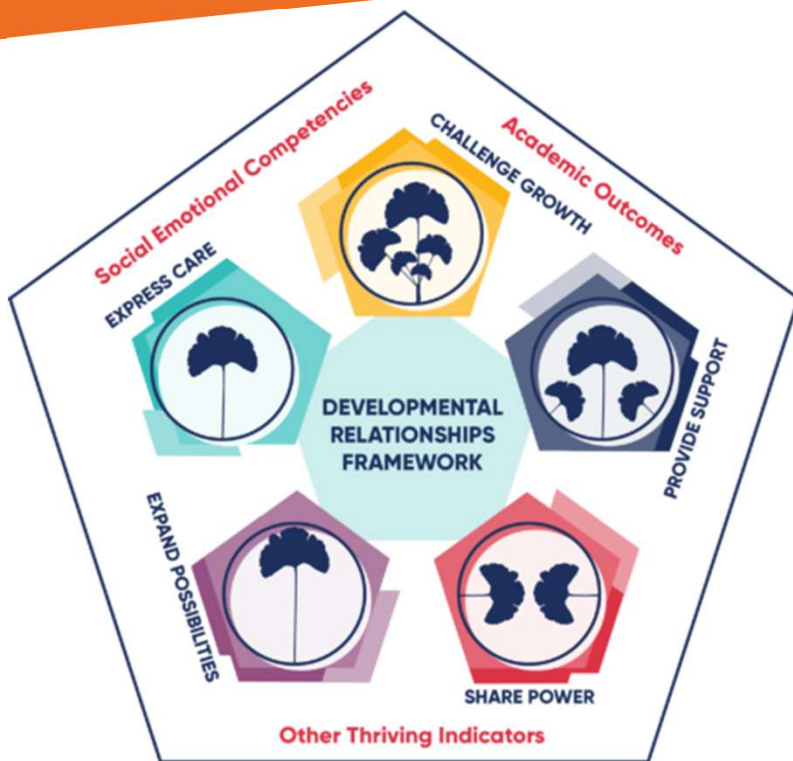 Social Emotional Competencies
Academic Outcomes
CHALLENGE GROWTH
EXPRESS CARE
PROVIDE SUPPORT
DEVELOPMENTAL
RELATIONSHIPS
FRAMEWORK
EXPAND POSSIBILITIES
SHARE POWER
Other Thriving Indicators